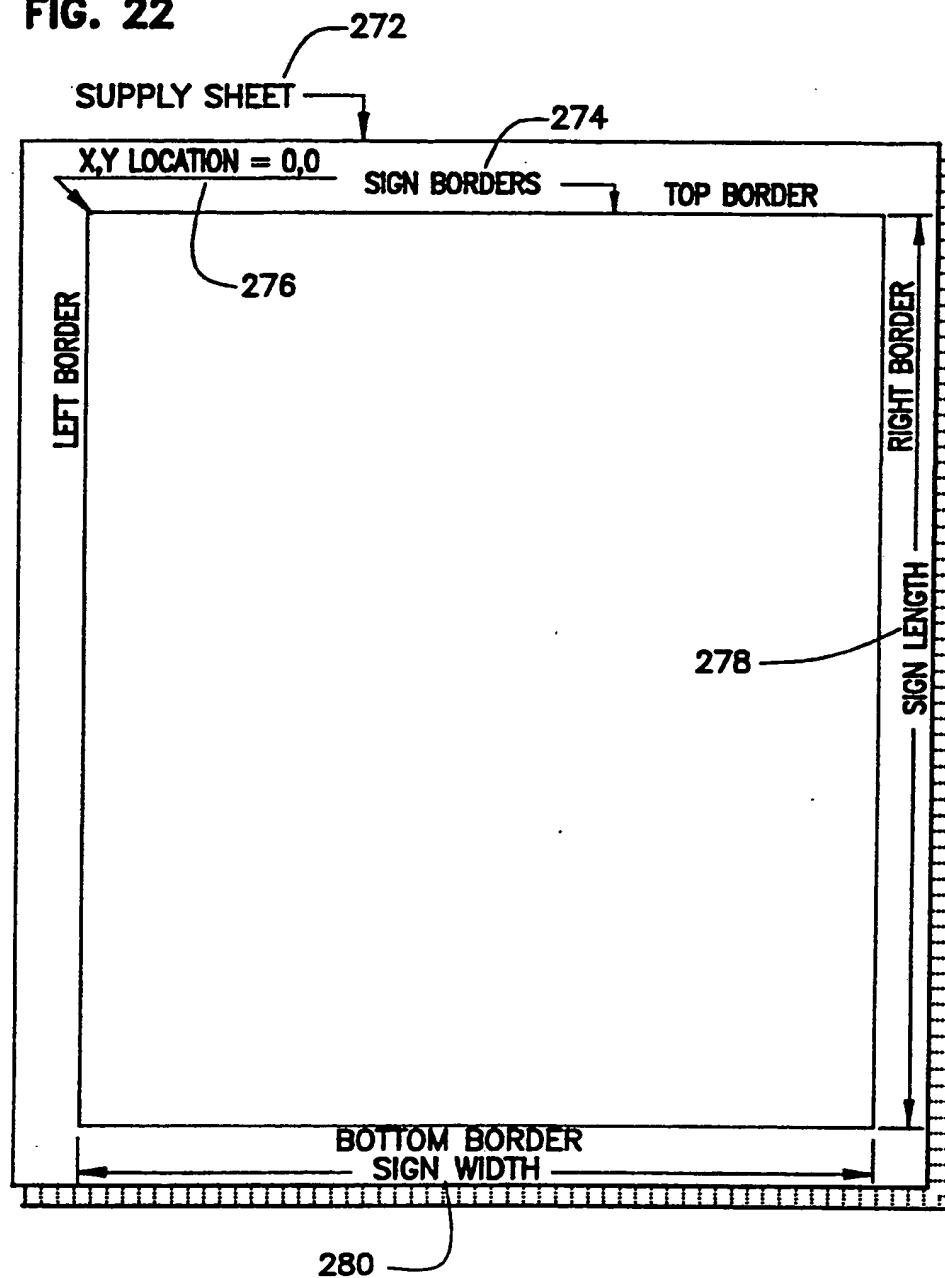 FIG. 22
272
SUPPLY SHEET
274
X,Y LOCATION = 0,0
SIGN BORDERS
TOP BORDER
276
LEFT BORDER
RIGHT BORDER
278
SIGN LENGTH
BOTTOM BORDER
SIGN WIDTH
280